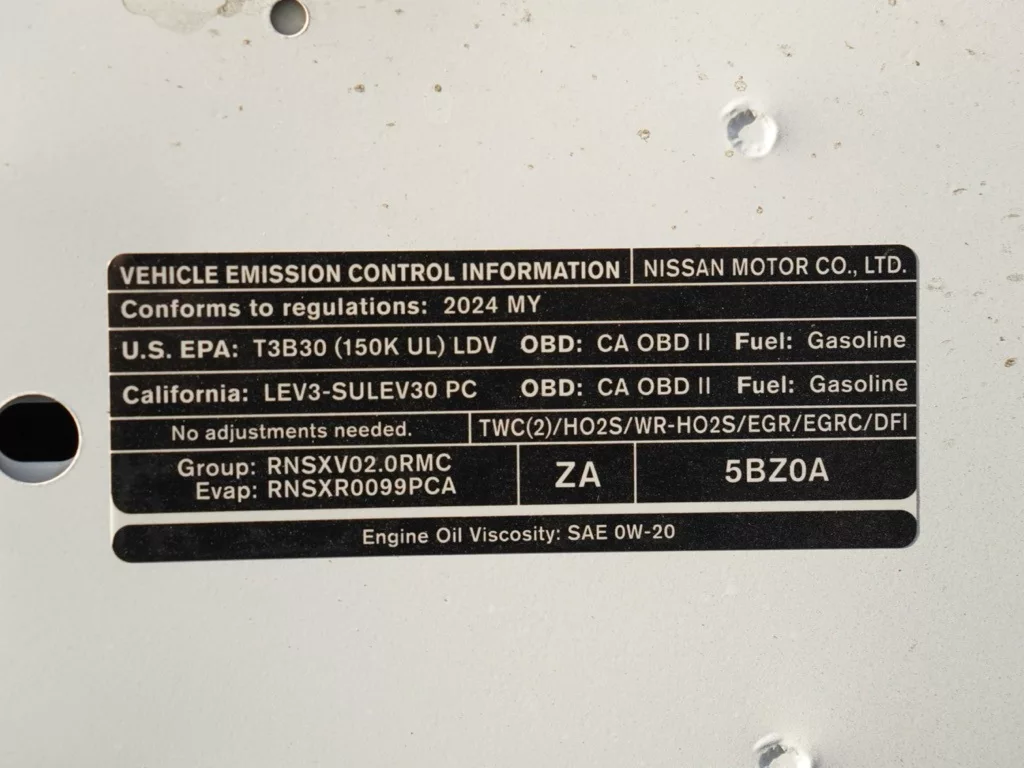 VEHICLE EMISSION CONTROL INFORMATION NISSAN MOTOR CO., LTD.
Conforms to regulations: 2024 MY
U.S. EPA: T3B30 (150K UL) LDV OBD: CA OBD II Fuel: Gasoline
California: LEV3-SULEV30 PC OBD: CA OBD II Fuel: Gasoline
No adjustments needed. TWC(2)/HO2S/WR-HO2S/EGR/EGRC/DFI
Group: RNSXV02.0RMC
Evap: RNSXR0099PCA
ZA
5BZ0A
Engine Oil Viscosity: SAE 0W-20